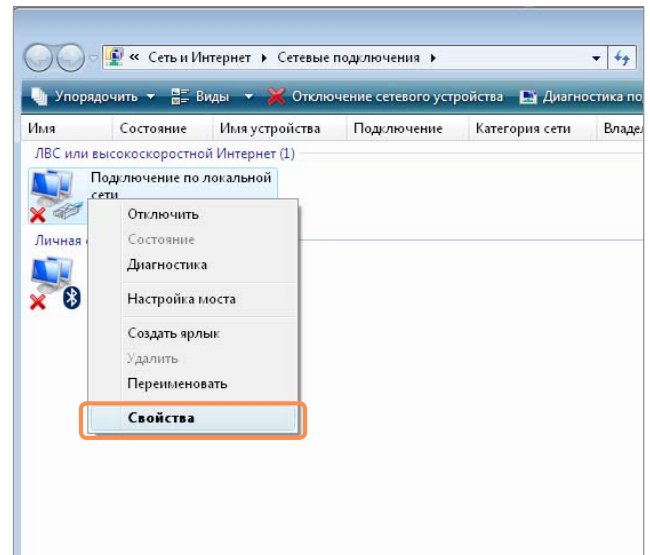 « Сеть и Интернет ▸ Сетевые подключения ▸
Упорядочить Виды Отключение сетевого устройства Диагностика по
Имя Состояние Имя устройства Подключение Категория сети Владел
ЛВС или высокоскоростной Интернет (1)
Подключение по локальной
сети
Отключить
Состояние
Личная
Диагностика
Настройка моста
Создать ярлык
Удалить
Переименовать
Свойства